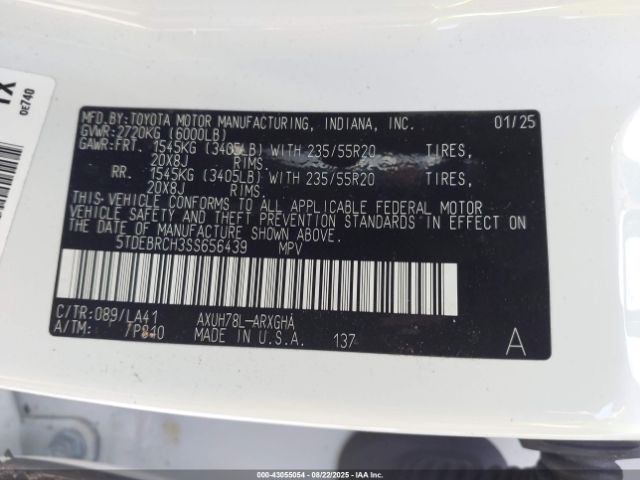 MFD.BY:TOYOTA MOTOR MANUFACTURING, INDIANA, INC. 01/25
GVWR:2720KG (6000LB)
GAWR:FRT. 1545KG (3405LB) WITH 235/55R20 TIRES,
20X8J RIMS.
RR. 1545KG (3405LB) WITH 235/55R20 TIRES,
20X8J RIMS.
THIS VEHICLE CONFORMS TO ALL APPLICABLE FEDERAL MOTOR
VEHICLE SAFETY AND THEFT PREVENTION STANDARDS IN EFFECT ON
THE DATE OF MANUFACTURE SHOWN ABOVE.
5TDEBRCH3SS656439 MPV
C/TR:089/LA41 AXUH78L-ARXGHA
A/TM: MADE IN U.S.A. 137 A
0E740
000-43055054 - 08/22/2025 - IAA